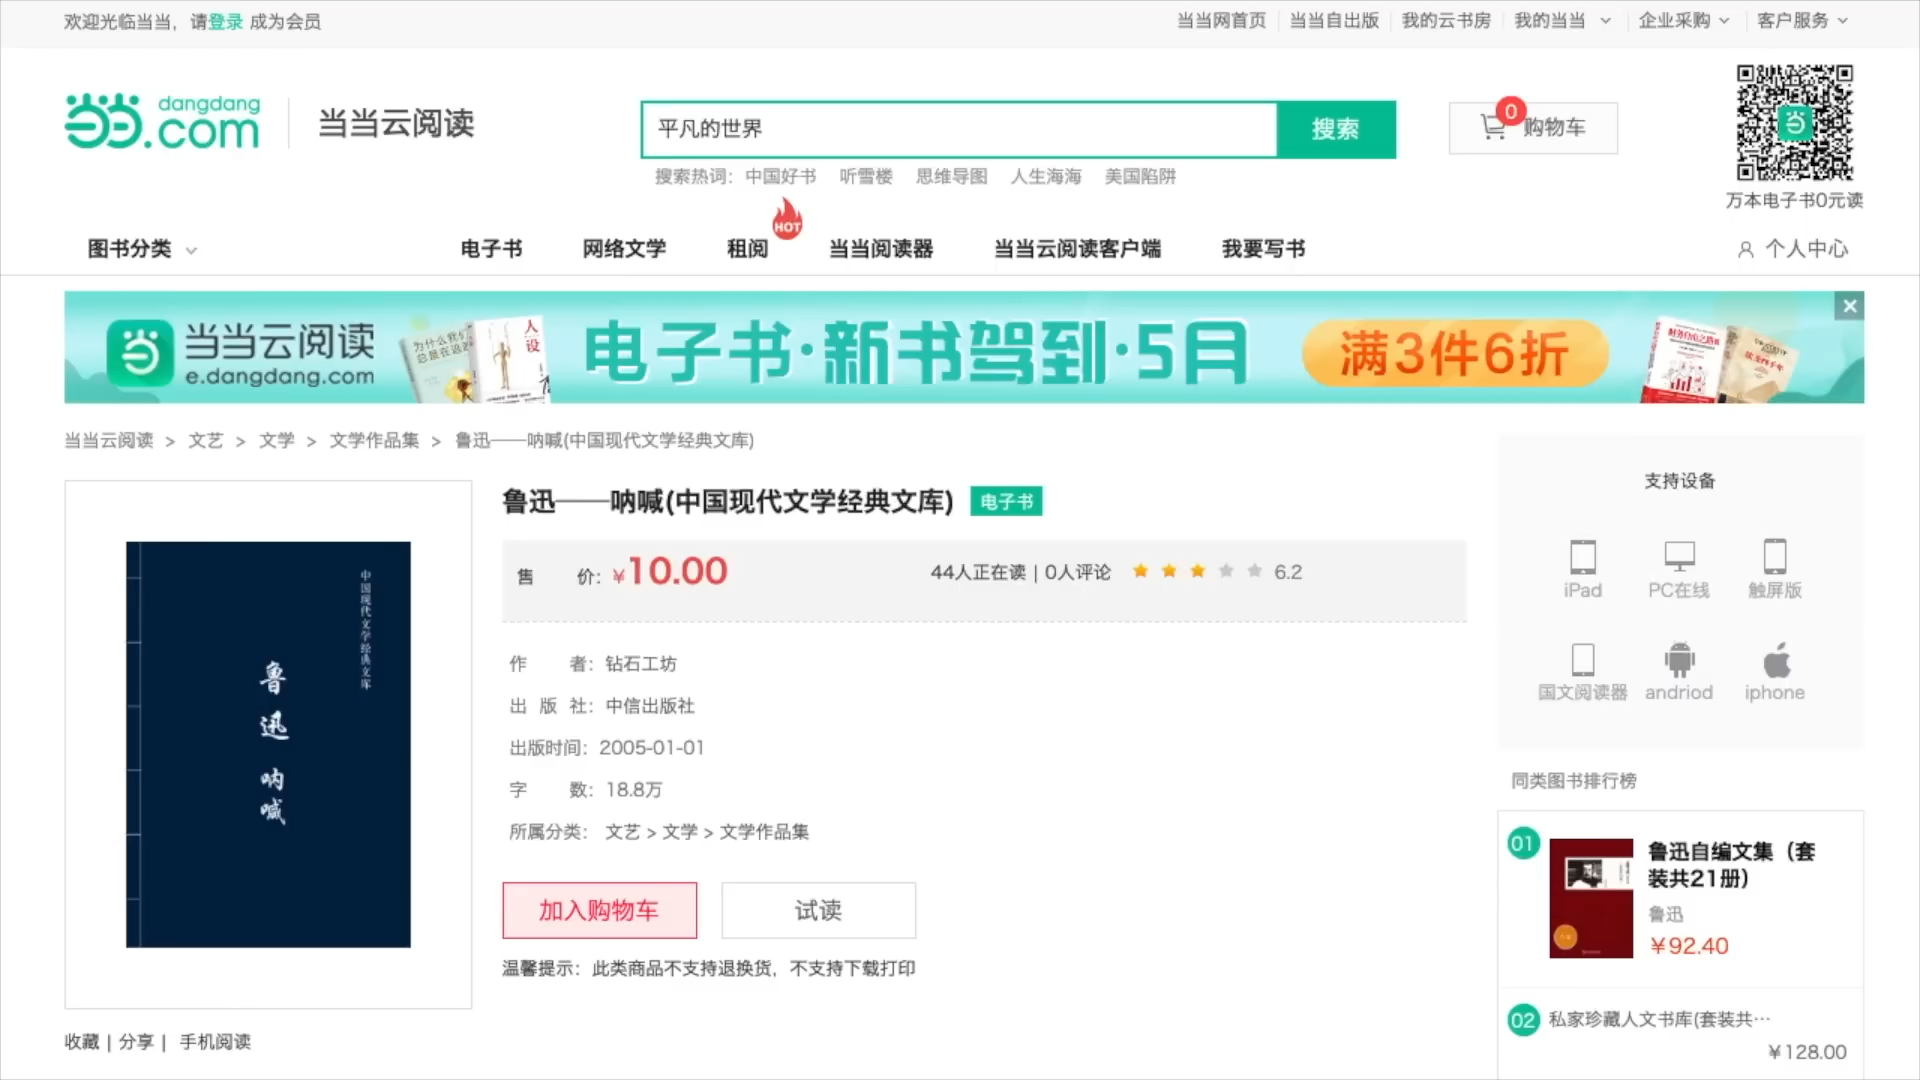 欢迎光临当当，请登录 成为会员
当当网首页 当当自出版 我的云书房 我的当当 企业采购 客户服务
dangdang
当当.com
当当云阅读
平凡的世界
搜索
0
购物车
搜索热词：中国好书 听雪楼 思维导图 人生海海 美国陷阱
万本电子书0元读
HOT
图书分类 电子书 网络文学 租阅 当当阅读器 当当云阅读客户端 我要写书 个人中心
当当云阅读
e.dangdang.com
为什么我们
总是在逃避
人设
电子书·新书驾到·5月
满3件6折
当当云阅读 > 文艺 > 文学 > 文学作品集 > 鲁迅——呐喊(中国现代文学经典文库)
中国现代文学经典文库
鲁迅 呐喊
鲁迅——呐喊(中国现代文学经典文库) 电子书
售 价：¥10.00 44人正在读 | 0人评论 6.2
作 者：钻石工坊
出 版 社：中信出版社
出版时间：2005-01-01
字 数：18.8万
所属分类： 文艺 > 文学 > 文学作品集
加入购物车 试读
温馨提示：此类商品不支持退换货，不支持下载打印
收藏 | 分享 | 手机阅读
支持设备
iPad PC在线 触屏版
国文阅读器 andriod iphone
同类图书排行榜
01
鲁迅自编文集（套
装共21册）
鲁迅
¥92.40
02 私家珍藏人文书库(套装共…
¥128.00